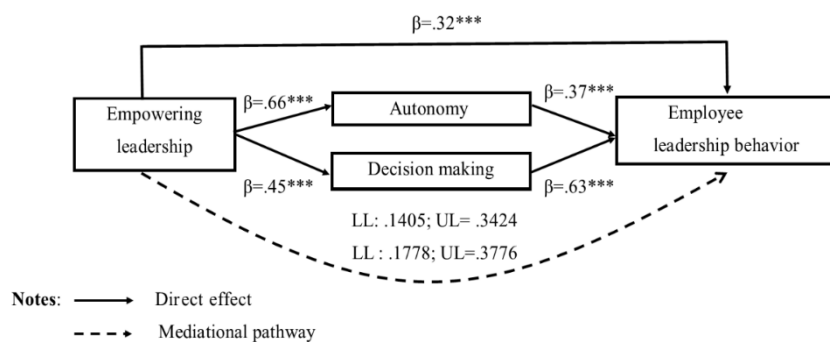 β=.32***
β=.66***
Autonomy
β=.37***
Empowering
leadership
Employee
leadership behavior
β=.45***
Decision making
β=.63***
LL: .1405; UL= .3424
LL : .1778; UL=.3776
Notes:
Direct effect
Mediational pathway